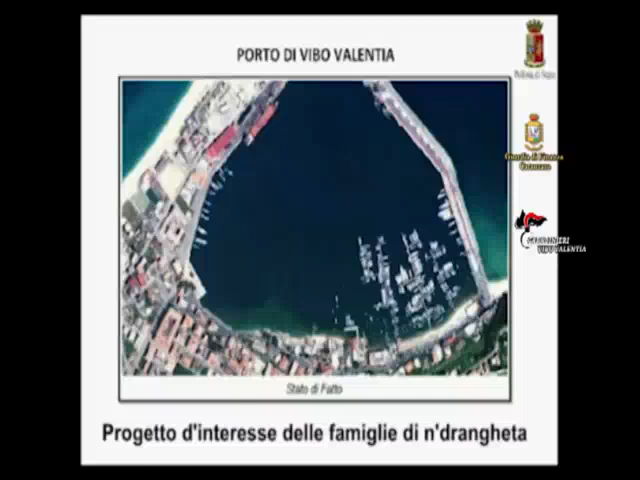 PORTO DI VIBO VALENTIA
Polizia di Stato
Guardia di Finanza
Catanzaro
CARABINIERI
VIBO VALENTIA
Stato di Fatto
Progetto d'interesse delle famiglie di n'drangheta